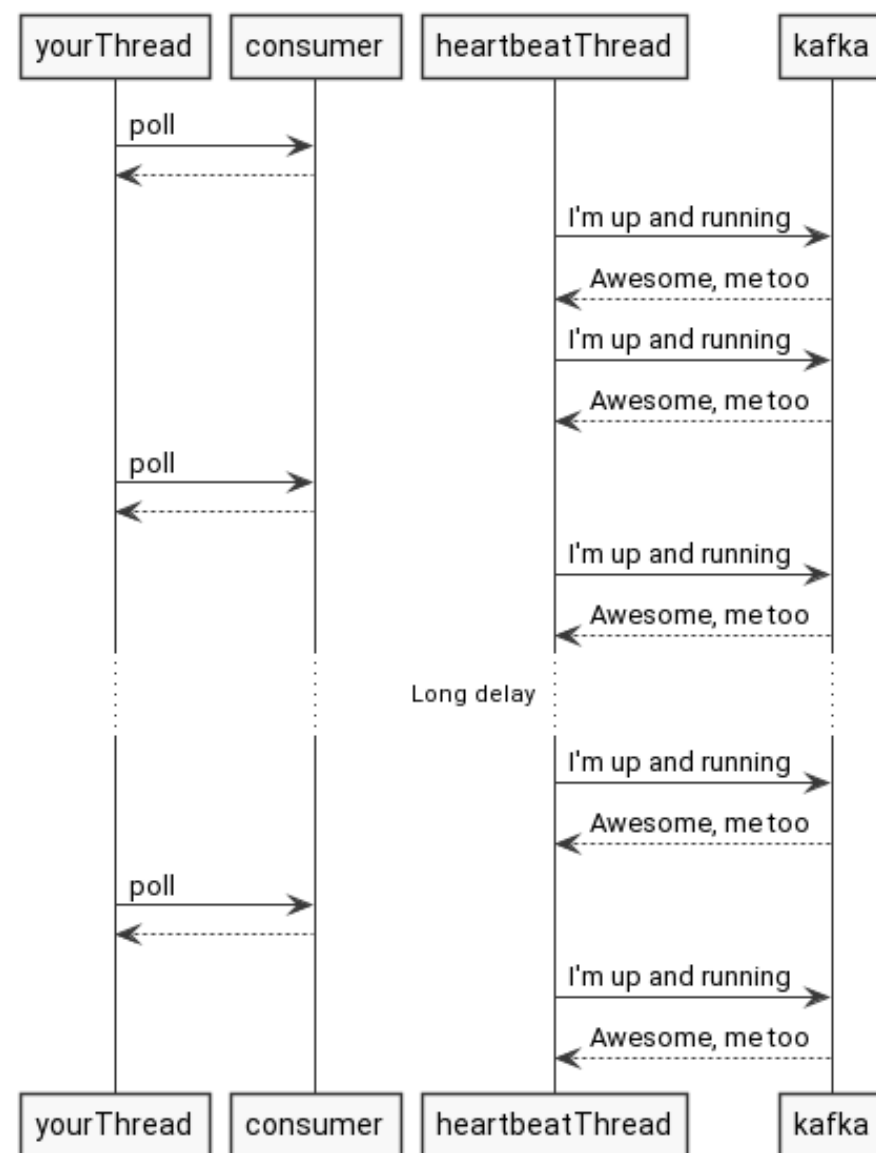 yourThread consumer heartbeatThread kafka
poll
I'm up and running
Awesome, me too
I'm up and running
Awesome, me too
poll
I'm up and running
Awesome, me too
Long delay
I'm up and running
Awesome, me too
poll
I'm up and running
Awesome, me too
yourThread consumer heartbeatThread kafka